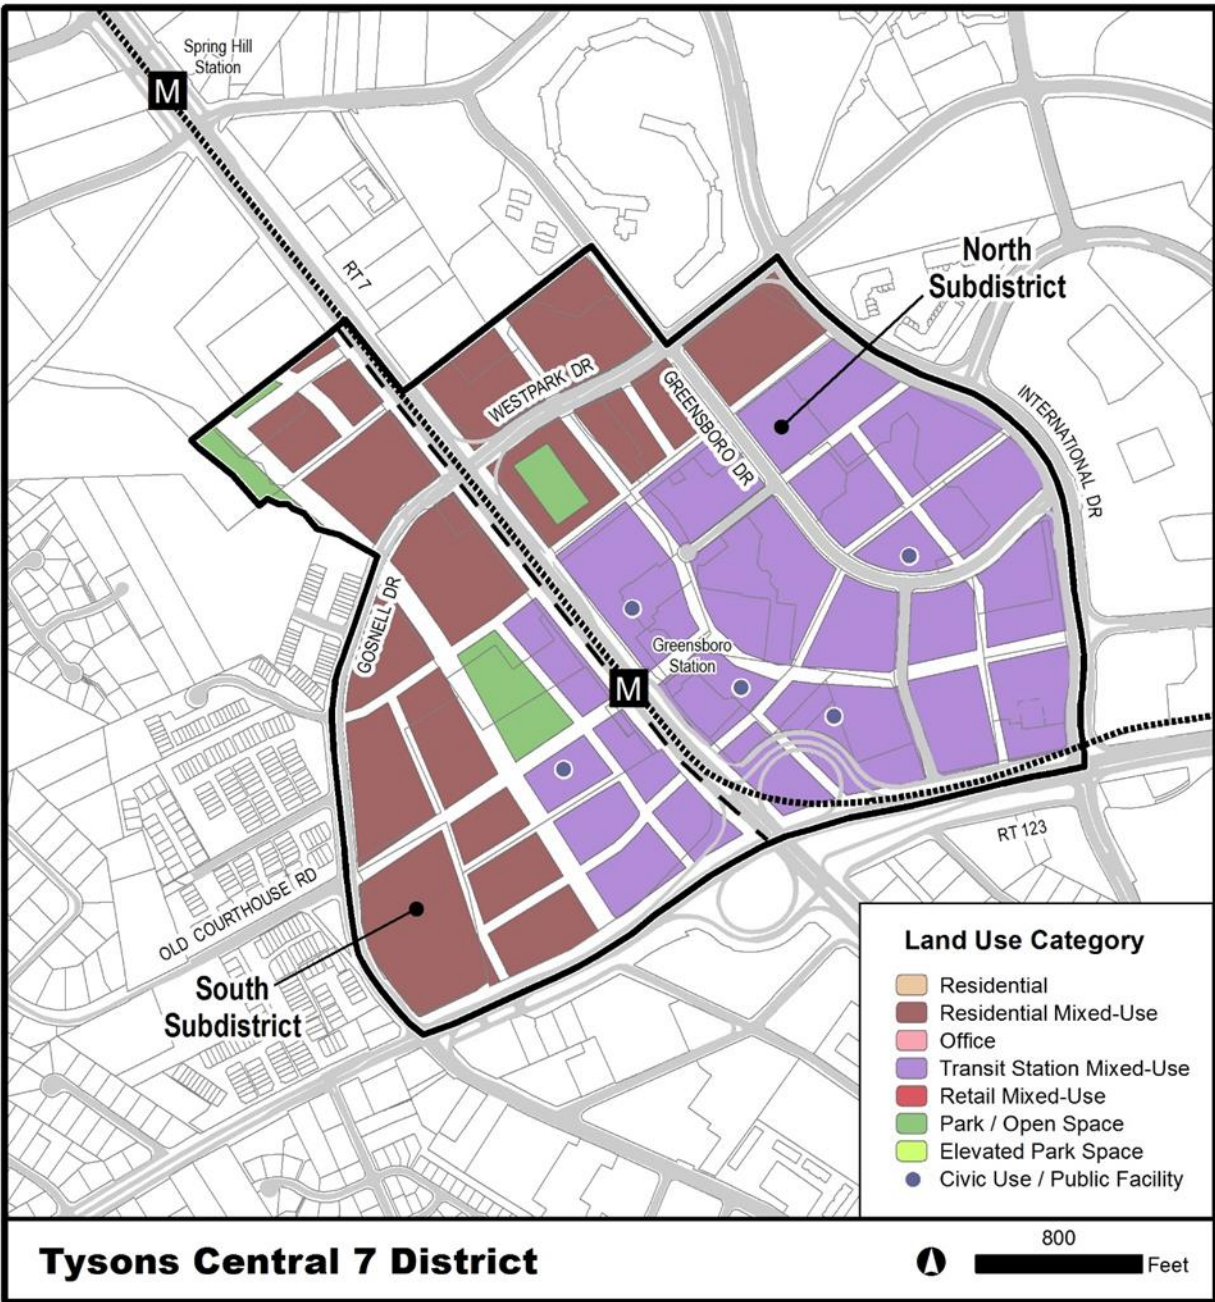 Spring Hill
Station
M
RT 7
North
Subdistrict
WESTPARK DR
GREENSBORO DR
INTERNATIONAL DR
GOSNELL DR
Greensboro
Station
M
RT 123
OLD COURTHOUSE RD
South
Subdistrict
Land Use Category
Residential
Residential Mixed-Use
Office
Transit Station Mixed-Use
Retail Mixed-Use
Park / Open Space
Elevated Park Space
Civic Use / Public Facility
Tysons Central 7 District
800
Feet